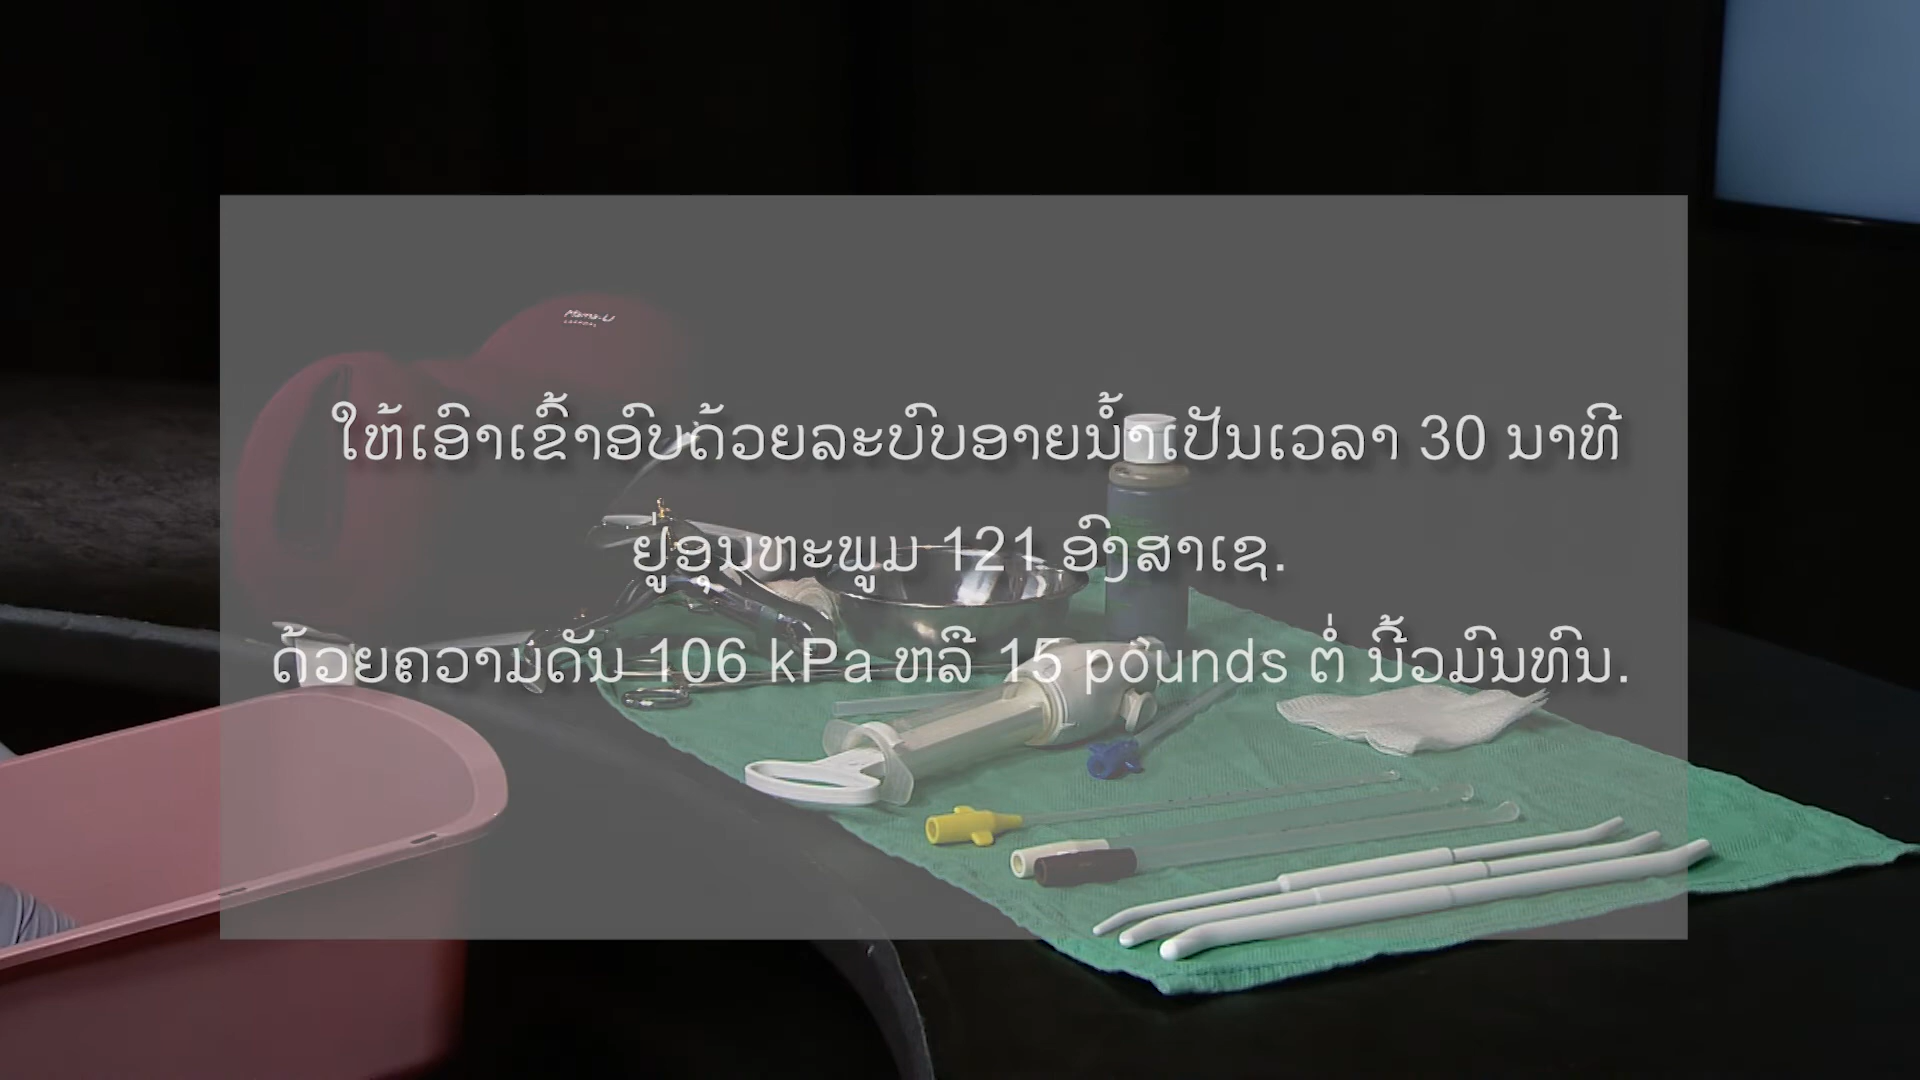 Mama-U
LAERDAL
ໃຫ້ເອົາເຂົ້າອົບດ້ວຍລະບົບອາຍນ້ຳເປັນເວລາ 30 ນາທີ
ຢູ່ອຸນຫະພູມ 121 ອົງສາເຊ.
ດ້ວຍຄວາມດັນ 106 kPa ຫລື 15 pounds ຕໍ່ ນີ້ວມົນທົນ.